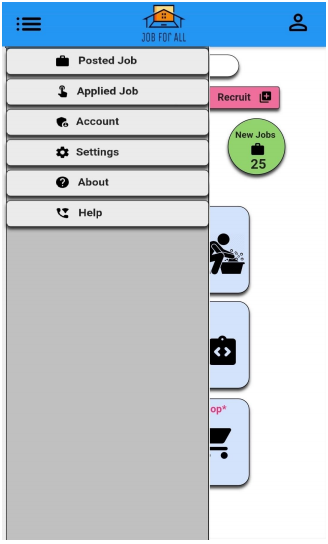 JOB FOR ALL
Posted Job
Applied Job
Recruit
Account
New Jobs
Settings
25
About
Help
op*